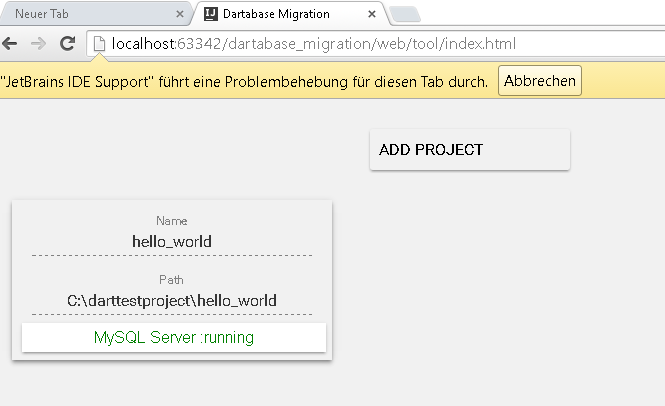 Neuer Tab
Dartabase Migration
localhost:63342/dartabase_migration/web/tool/index.html
"JetBrains IDE Support" führt eine Problembehebung für diesen Tab durch. Abbrechen
ADD PROJECT
Name
hello_world
Path
C:\darttestproject\hello_world
MySQL Server :running